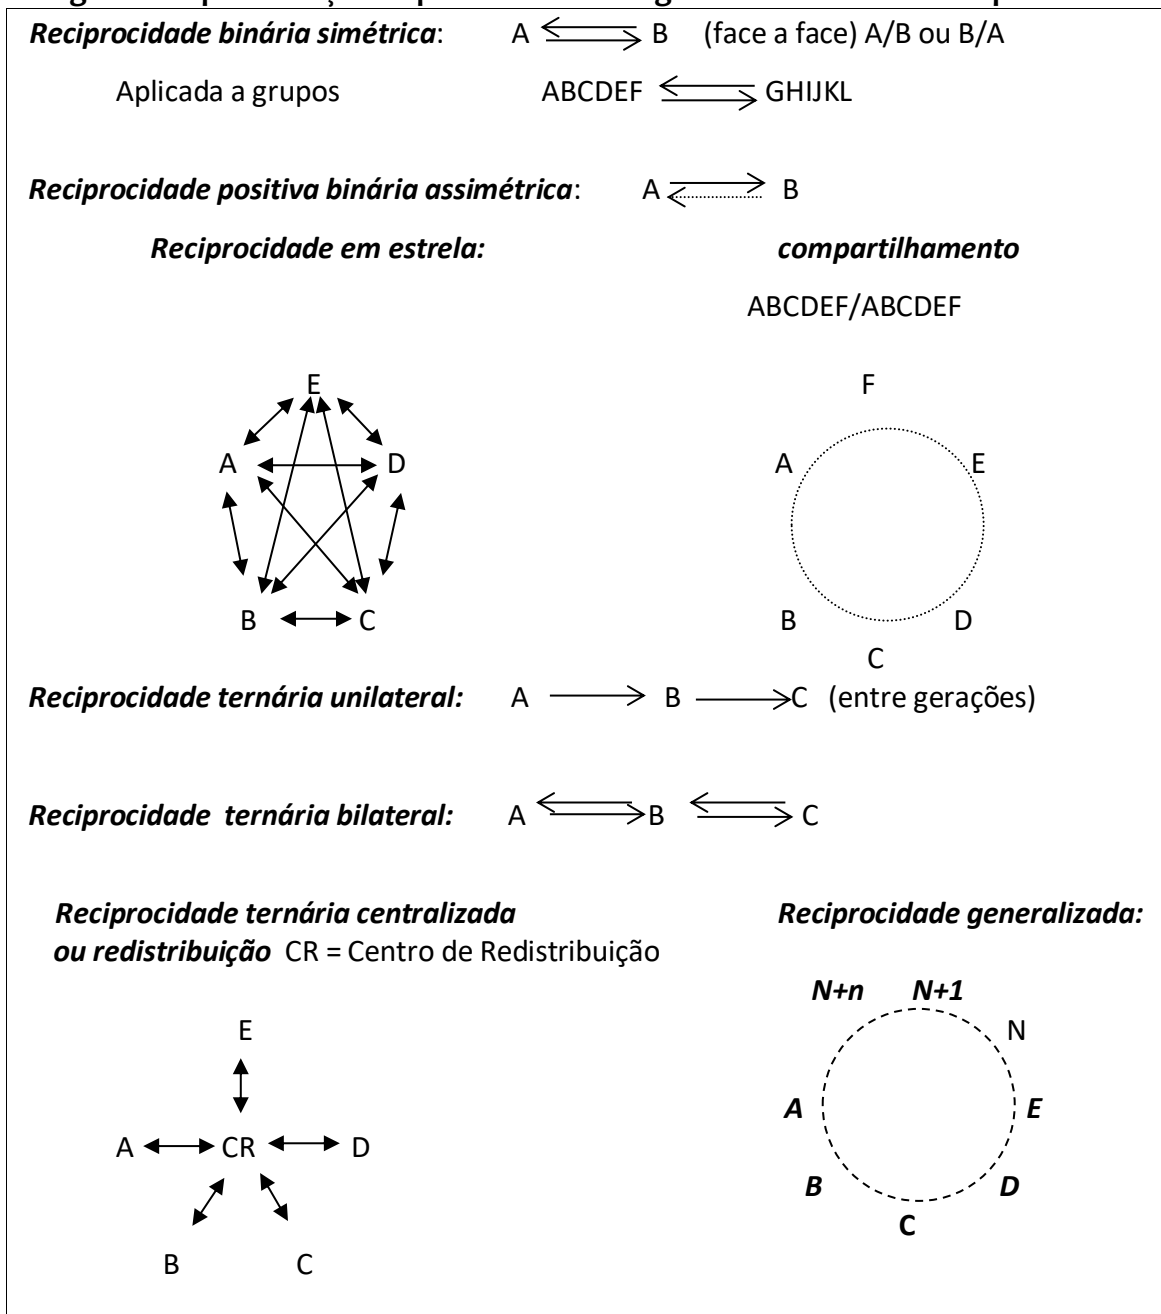 Reciprocidade binária simétrica: A B (face a face) A/B ou B/A
Aplicada a grupos ABCDEF GHIJKL
Reciprocidade positiva binária assimétrica: A B
Reciprocidade em estrela: compartilhamento
ABCDEF/ABCDEF
E F
A D A E
B C B D
C
Reciprocidade ternária unilateral: A B C (entre gerações)
Reciprocidade ternária bilateral: A B C
Reciprocidade ternária centralizada Reciprocidade generalizada:
ou redistribuição CR = Centro de Redistribuição
N+n N+1
E N
A E
A CR D
B D
C
B C